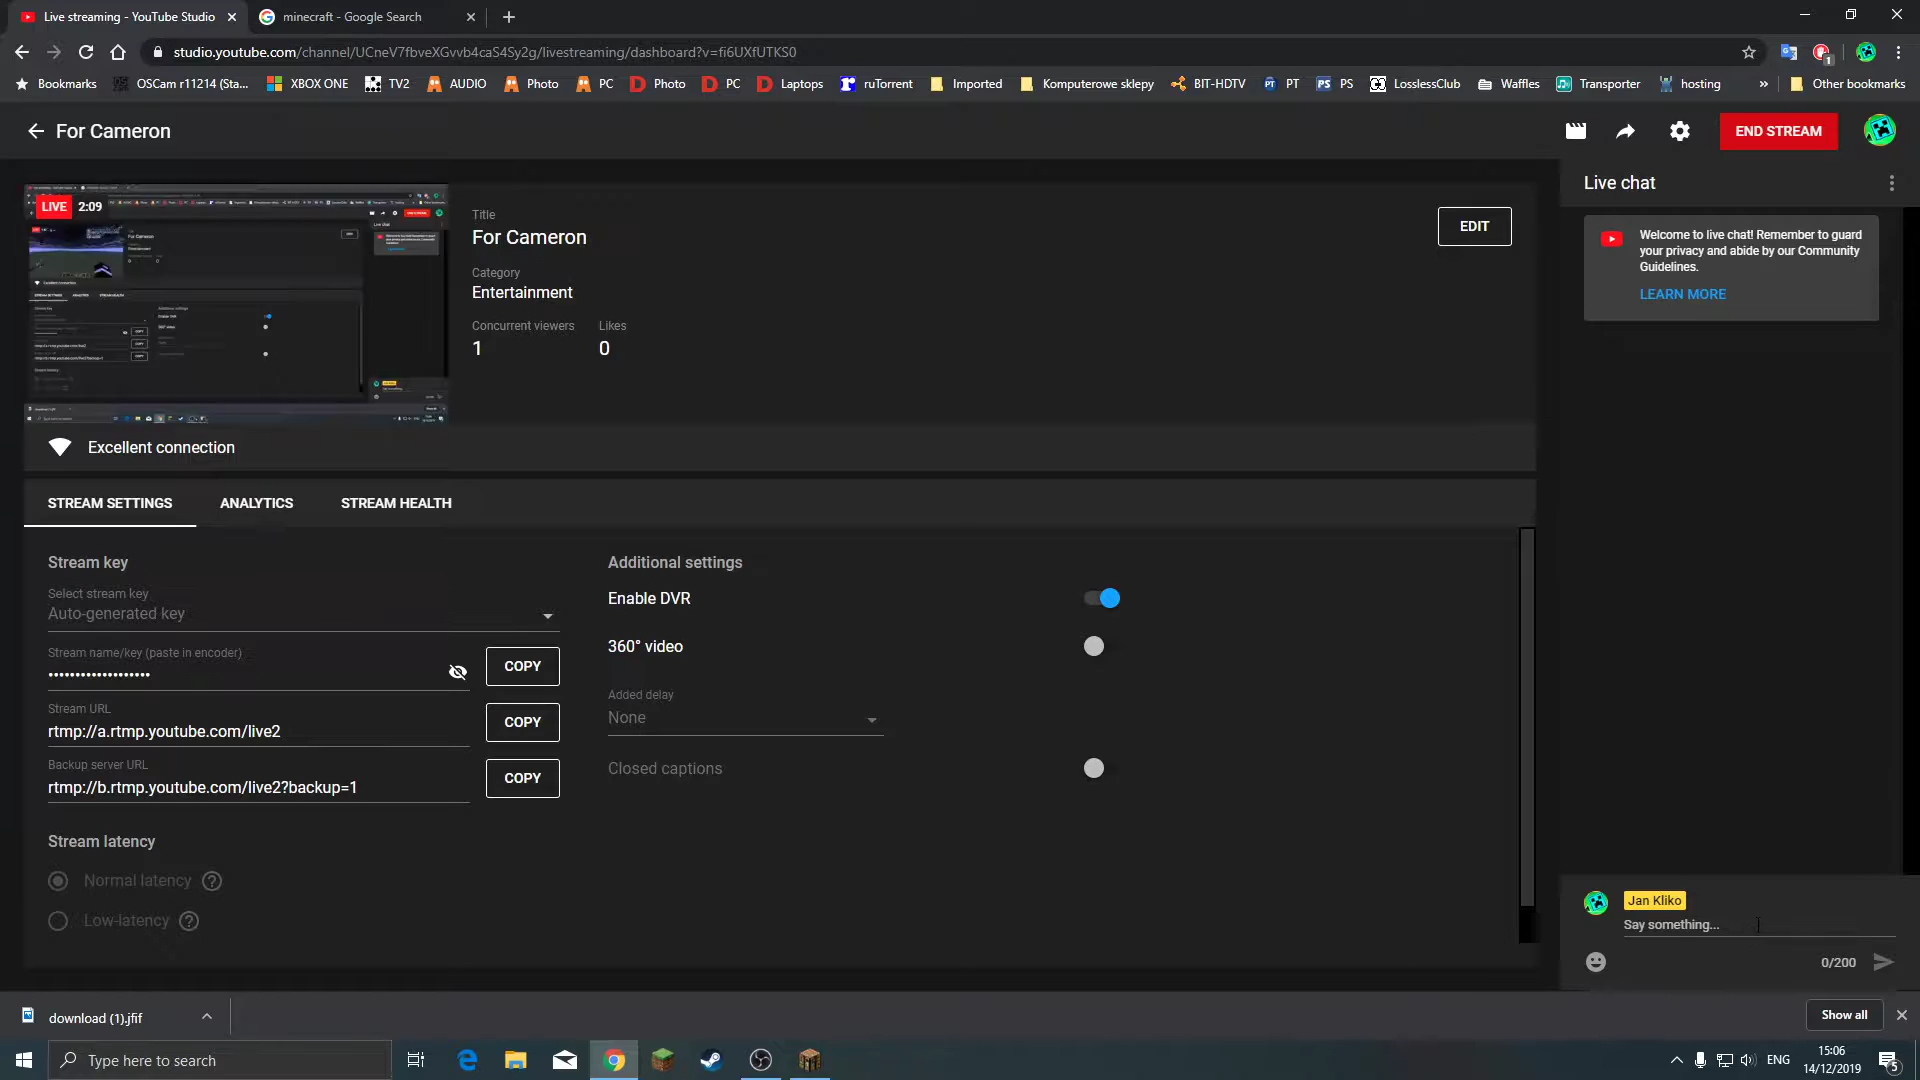 Live streaming - YouTube Studio
minecraft - Google Search
studio.youtube.com/channel/UCneV7fbveXGvvb4caS4Sy2g/livestreaming/dashboard?v=fi6UXfUTKS0
1
Bookmarks
OSCam r11214 (Sta...
XBOX ONE
TV2
AUDIO
Photo
PC
Photo
PC
Laptops
ruTorrent
Imported
Komputerowe sklepy
BIT-HDTV
PT
PS
LosslessClub
Waffles
Transporter
hosting
»
Other bookmarks
For Cameron
END STREAM
LIVE 2:09
Title
For Cameron
EDIT
Category
Entertainment
Concurrent viewers Likes
1 0
Excellent connection
STREAM SETTINGS ANALYTICS STREAM HEALTH
Stream key
Select stream key
Auto-generated key
Stream name/key (paste in encoder)
•••••••••••••••••••
COPY
Stream URL
rtmp://a.rtmp.youtube.com/live2
COPY
Backup server URL
rtmp://b.rtmp.youtube.com/live2?backup=1
COPY
Stream latency
Normal latency
Low-latency
Additional settings
Enable DVR
360° video
Added delay
None
Closed captions
Live chat
Welcome to live chat! Remember to guard
your privacy and abide by our Community
Guidelines.
LEARN MORE
Jan Kliko
Say something...
0/200
download (1).jfif
Show all
Type here to search
ENG
15:06
14/12/2019
5